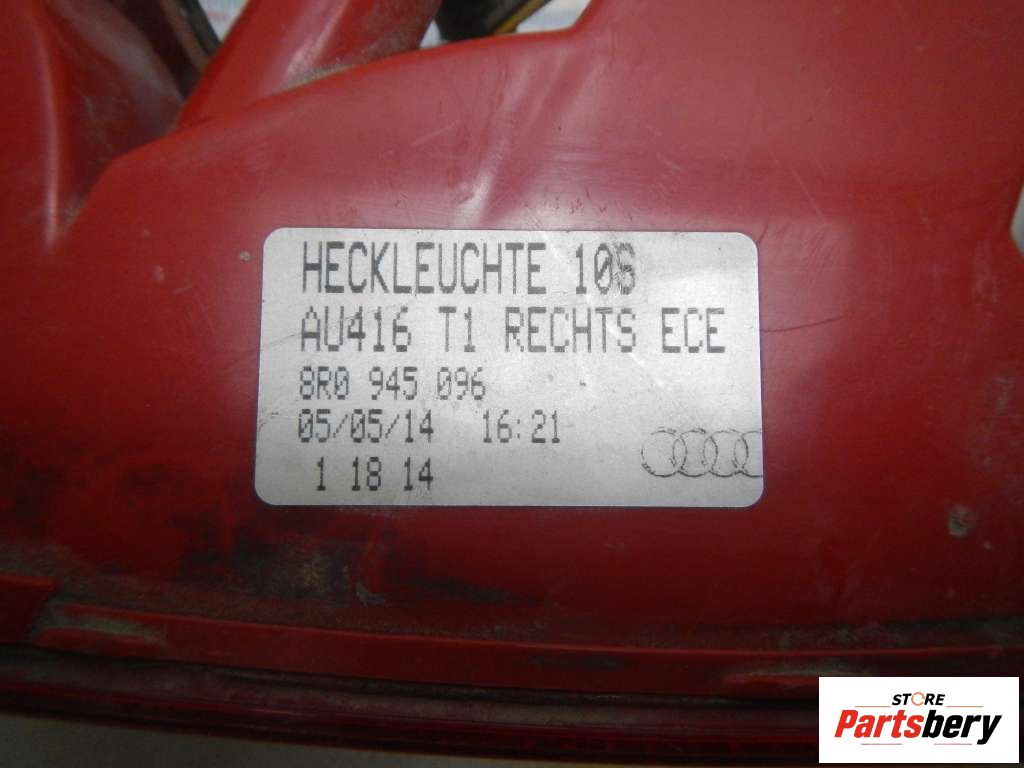 HECKLEUCHTE 10S
AU416 T1 RECHTS ECE
8R0 945 096
05/05/14 16:21
1 18 14
STORE
Partsbery